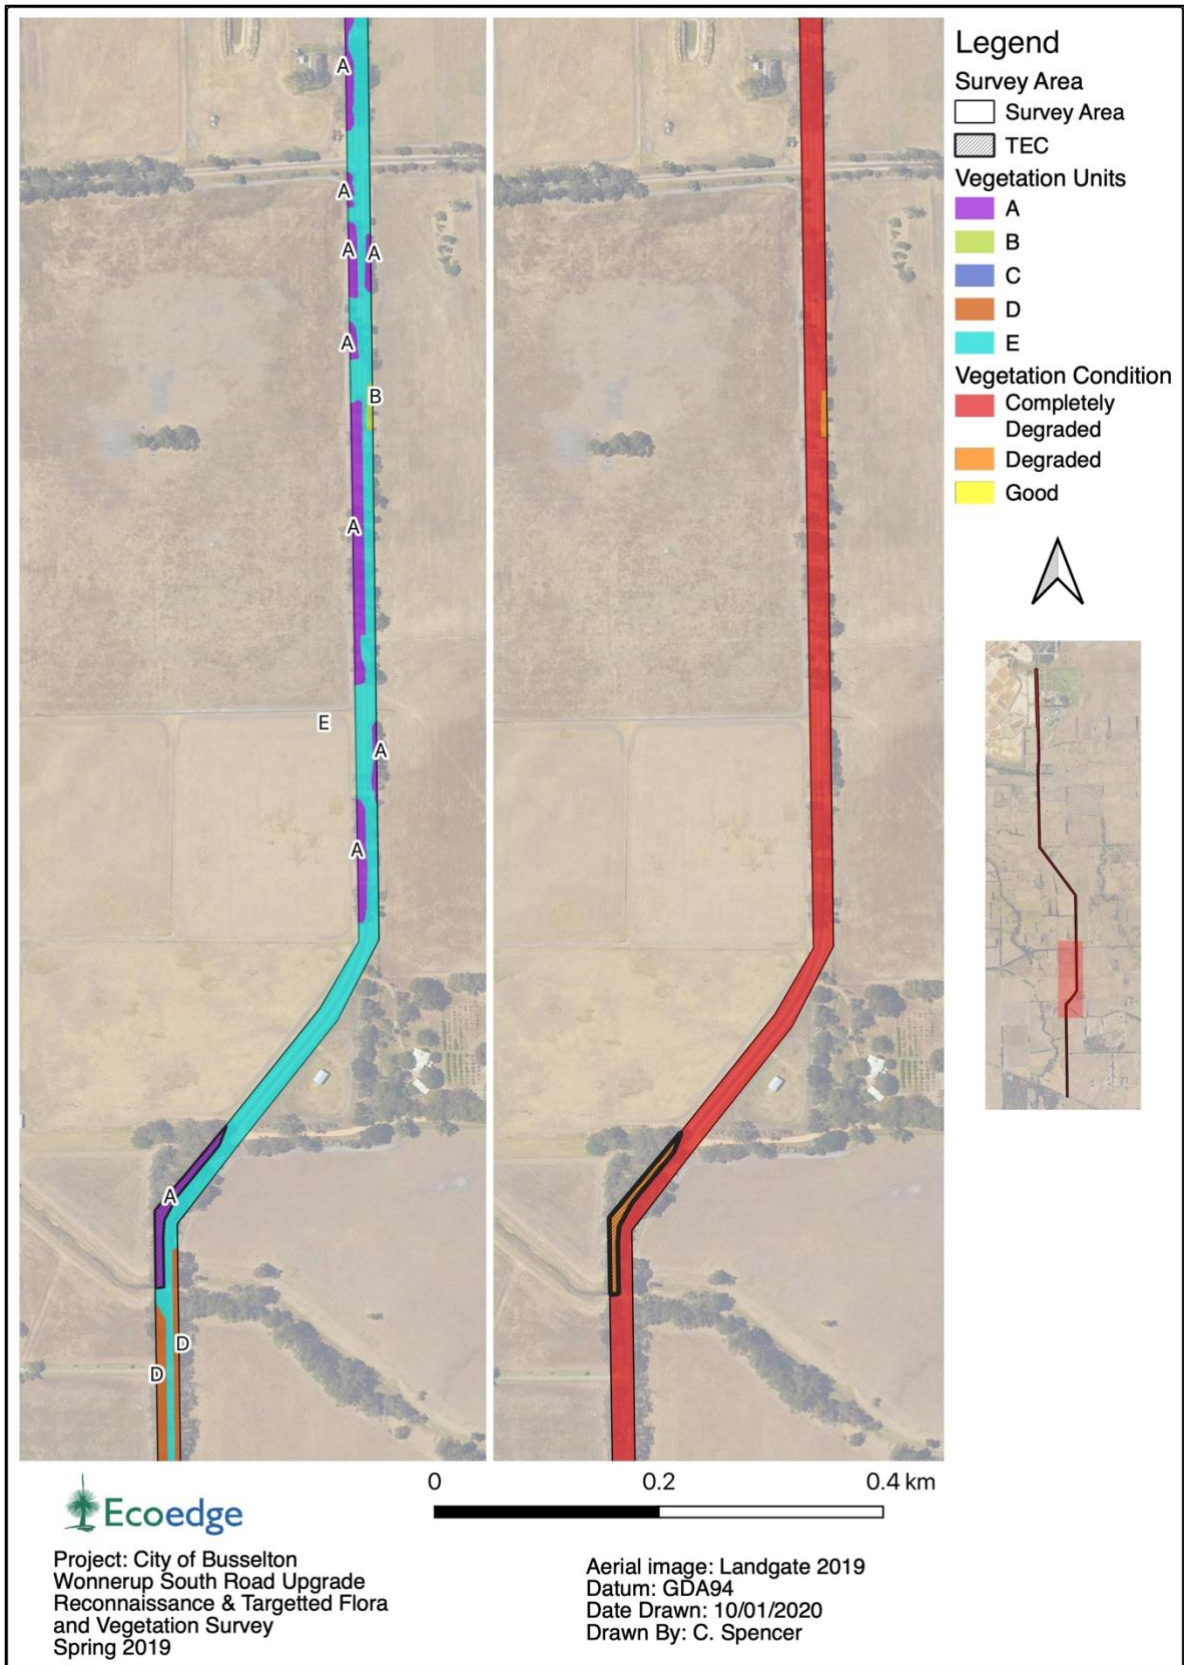 A
A
A
A
A
B
A
E
A
A
A
D
D
Legend
Survey Area
Survey Area
TEC
Vegetation Units
A
B
C
D
E
Vegetation Condition
Completely
Degraded
Degraded
Good
0
0.2
0.4 km
Ecoedge
Project: City of Busselton
Wonnerup South Road Upgrade
Reconnaissance & Targetted Flora
and Vegetation Survey
Spring 2019
Aerial image: Landgate 2019
Datum: GDA94
Date Drawn: 10/01/2020
Drawn By: C. Spencer